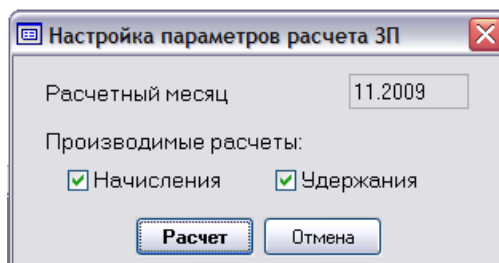 Настройка параметров расчета ЗП
Расчетный месяц 11.2009
Производимые расчеты:
Начисления Удержания
Расчет Отмена